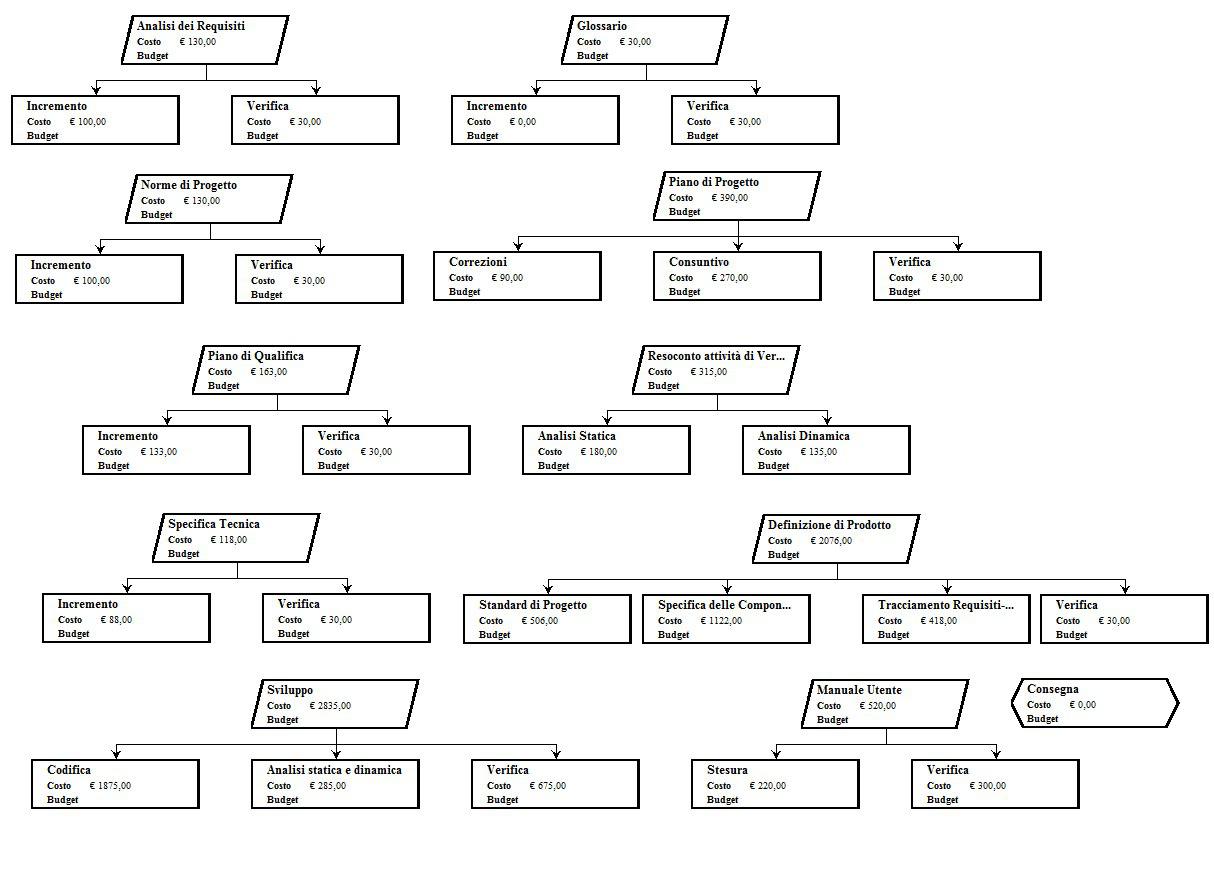 Analisi dei Requisiti
Costo € 130,00
Budget
Incremento
Costo € 100,00
Budget
Verifica
Costo € 30,00
Budget
Glossario
Costo € 30,00
Budget
Incremento
Costo € 0,00
Budget
Verifica
Costo € 30,00
Budget
Norme di Progetto
Costo € 130,00
Budget
Incremento
Costo € 100,00
Budget
Verifica
Costo € 30,00
Budget
Piano di Progetto
Costo € 390,00
Budget
Correzioni
Costo € 90,00
Budget
Consuntivo
Costo € 270,00
Budget
Verifica
Costo € 30,00
Budget
Piano di Qualifica
Costo € 163,00
Budget
Incremento
Costo € 133,00
Budget
Verifica
Costo € 30,00
Budget
Resoconto attività di Ver...
Costo € 315,00
Budget
Analisi Statica
Costo € 180,00
Budget
Analisi Dinamica
Costo € 135,00
Budget
Specifica Tecnica
Costo € 118,00
Budget
Incremento
Costo € 88,00
Budget
Verifica
Costo € 30,00
Budget
Definizione di Prodotto
Costo € 2076,00
Budget
Standard di Progetto
Costo € 506,00
Budget
Specifica delle Compon...
Costo € 1122,00
Budget
Tracciamento Requisiti-...
Costo € 418,00
Budget
Verifica
Costo € 30,00
Budget
Sviluppo
Costo € 2835,00
Budget
Codifica
Costo € 1875,00
Budget
Analisi statica e dinamica
Costo € 285,00
Budget
Verifica
Costo € 675,00
Budget
Manuale Utente
Costo € 520,00
Budget
Stesura
Costo € 220,00
Budget
Verifica
Costo € 300,00
Budget
Consegna
Costo € 0,00
Budget